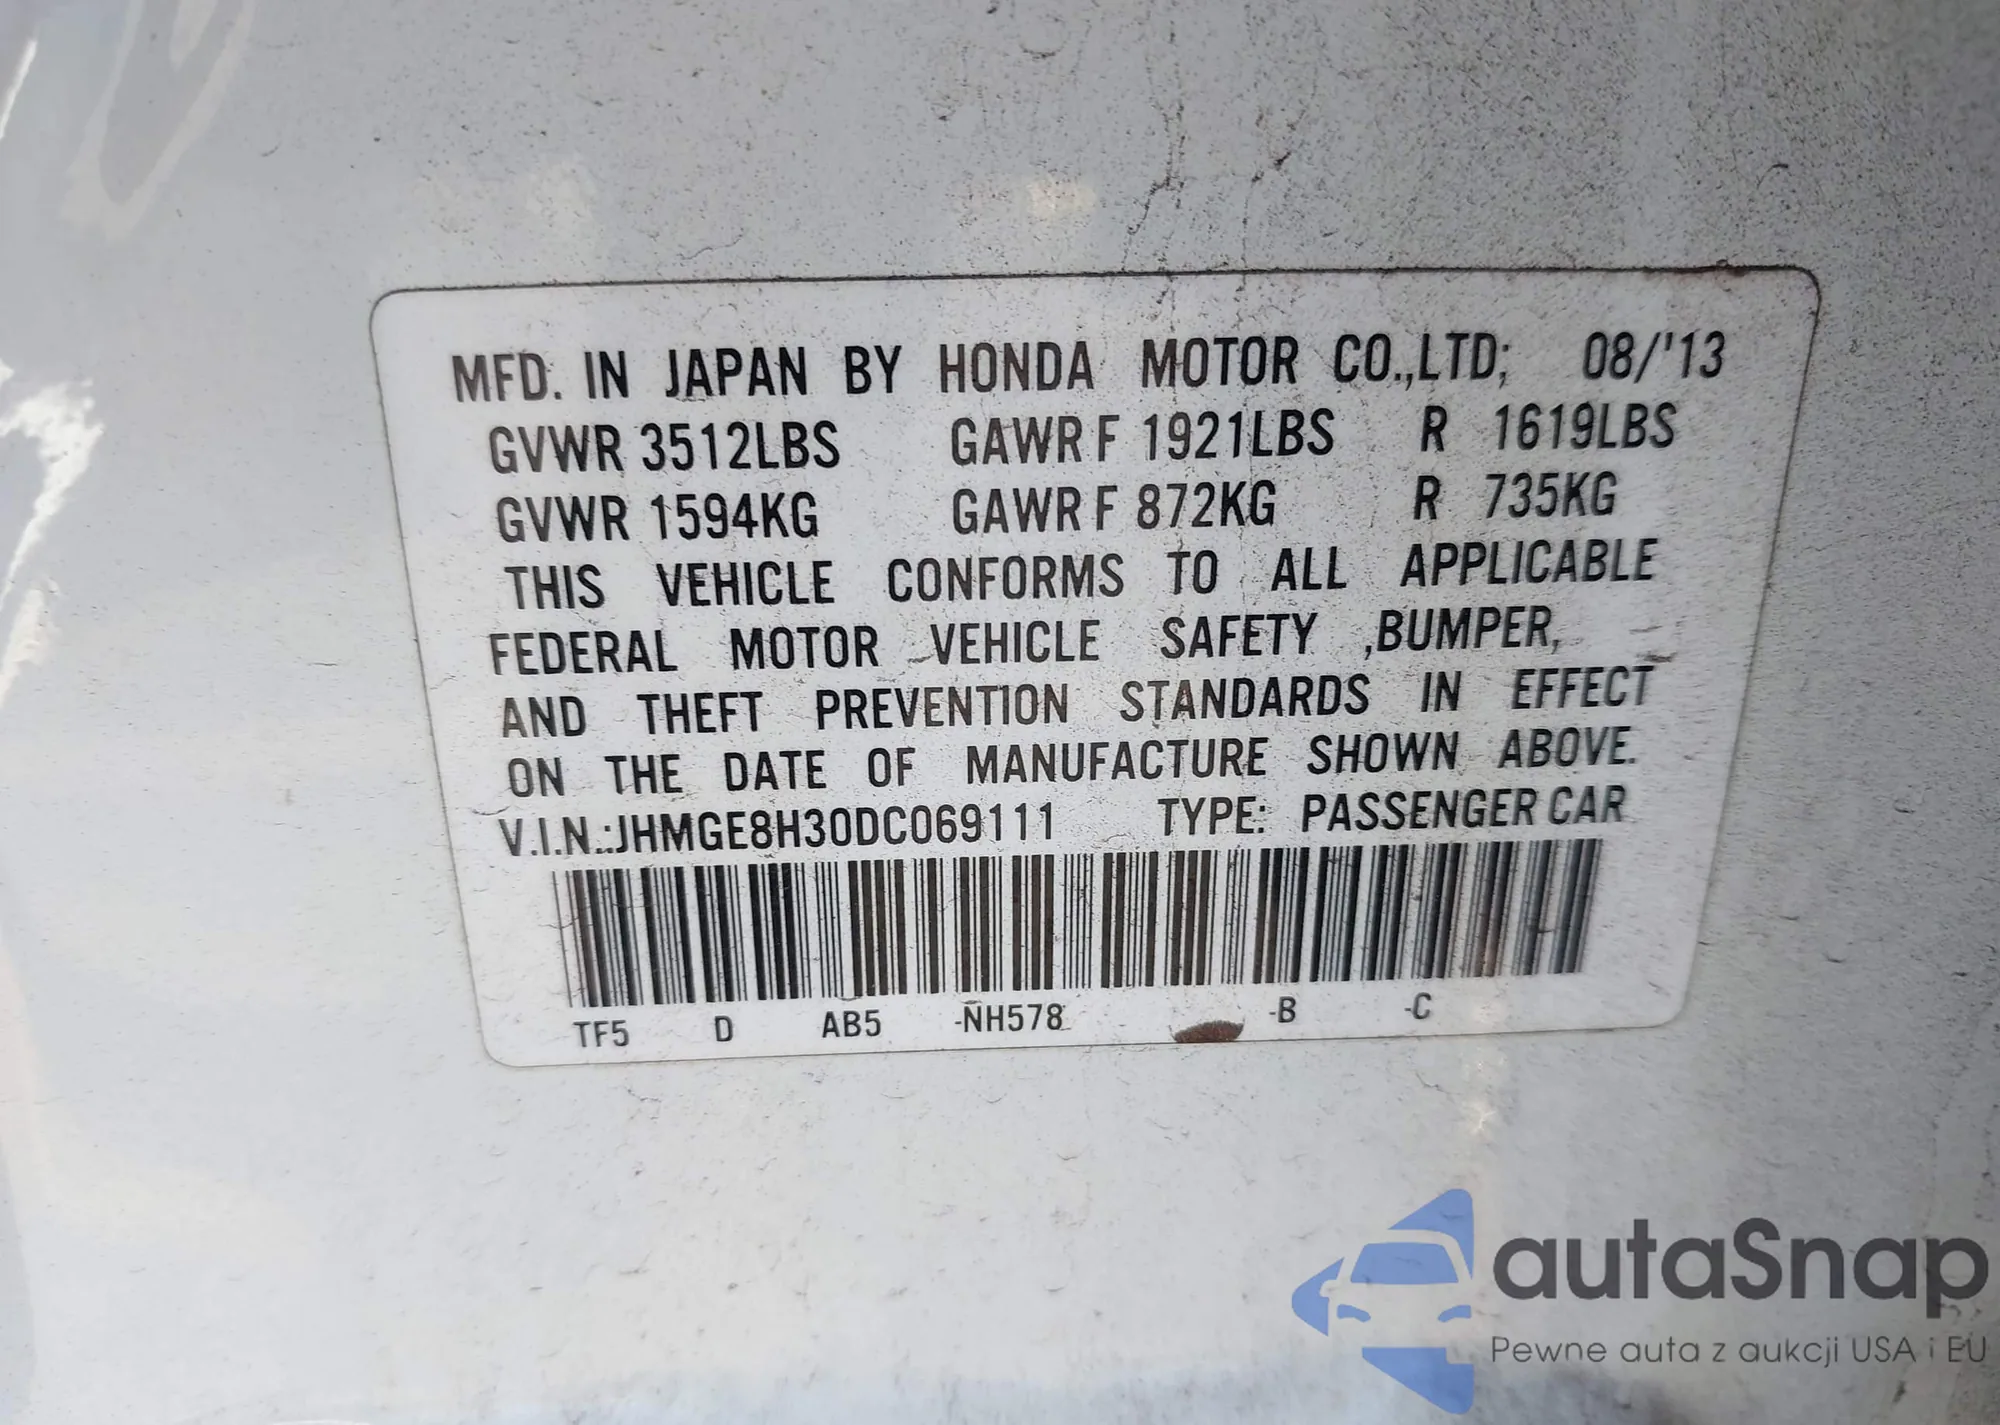 MFD. IN JAPAN BY HONDA MOTOR CO.,LTD; 08/'13
GVWR 3512LBS GAWR F 1921LBS R 1619LBS
GVWR 1594KG GAWR F 872KG R 735KG
THIS VEHICLE CONFORMS TO ALL APPLICABLE
FEDERAL MOTOR VEHICLE SAFETY ,BUMPER,
AND THEFT PREVENTION STANDARDS IN EFFECT
ON THE DATE OF MANUFACTURE SHOWN ABOVE.
V.I.N.:JHMGE8H30DC069111 TYPE: PASSENGER CAR
TF5 D AB5 -NH578 -B -C
autaSnap
Pewne auta z aukcji USA i EU